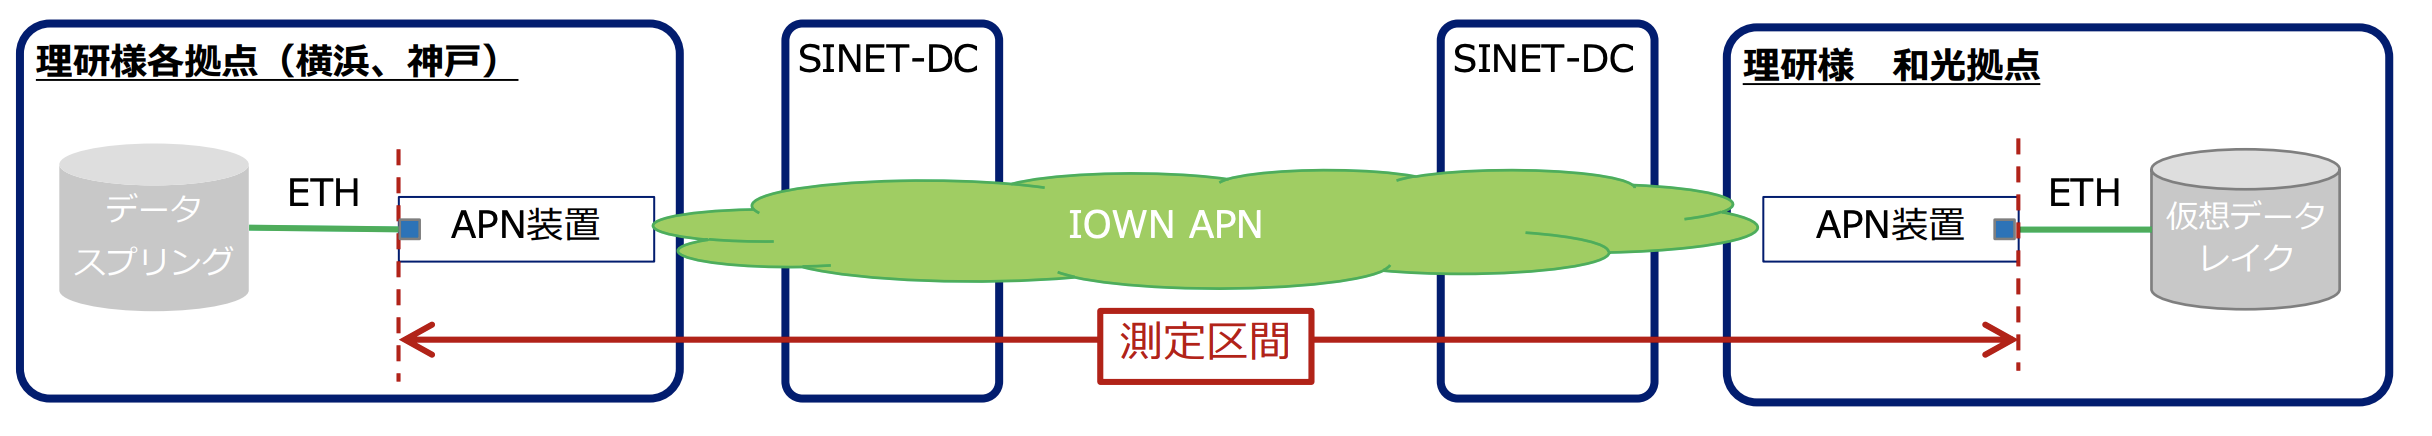 理研様各拠点（横浜、神戸）
データ
スプリング
ETH
APN装置
SINET-DC
IOWN APN
測定区間
SINET-DC
理研様　和光拠点
APN装置
ETH
仮想データ
レイク